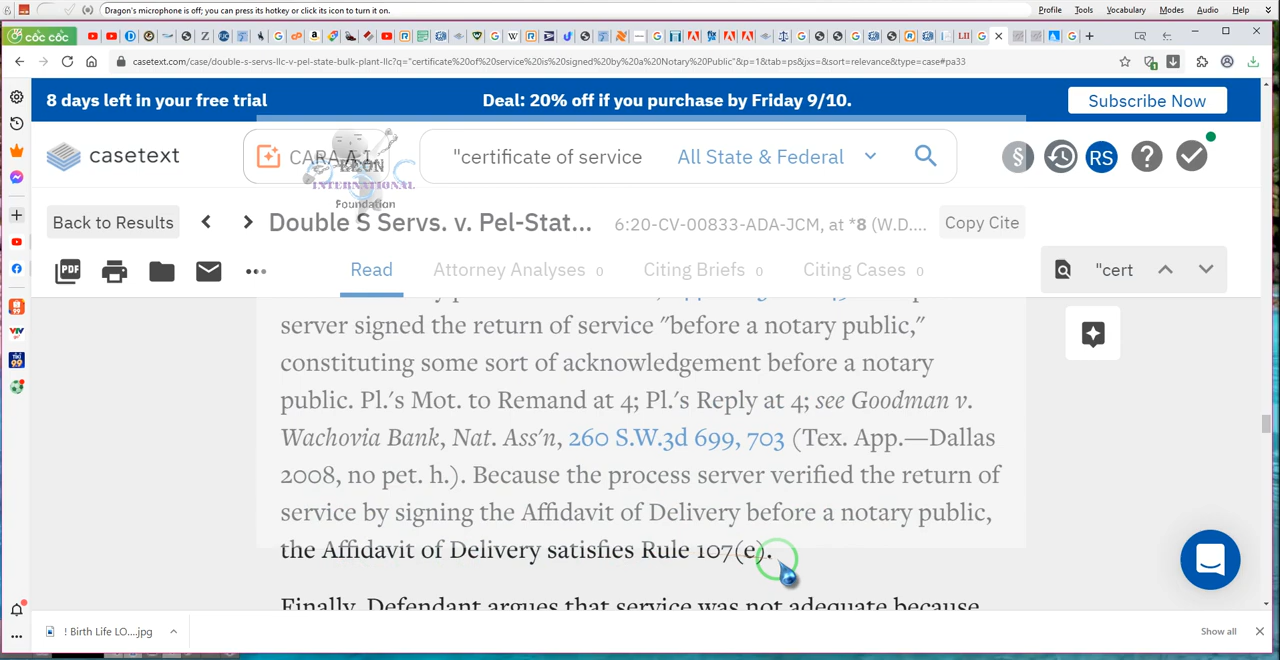 Dragon's microphone is off; you can press its hotkey or click its icon to turn it on.
Profile Tools Vocabulary Modes Audio Help
cốc cốc
casetext.com/case/double-s-servs-llc-v-pel-state-bulk-plant-llc?q="certificate%20of%20service%20is%20signed%20by%20a%20Notary%20Public"&p=1&tab=ps&jxs=&sort=relevance&type=case#pa33
8 days left in your free trial
Deal: 20% off if you purchase by Friday 9/10.
Subscribe Now
casetext
CARA A.I.
LEON
INTERNATIONAL
Foundation
"certificate of service
All State & Federal
§
RS
Back to Results
Double S Servs. v. Pel-Stat...
6:20-CV-00833-ADA-JCM, at *8 (W.D....
Copy Cite
PDF
Read
Attorney Analyses 0
Citing Briefs 0
Citing Cases 0
"cert
server signed the return of service "before a notary public,"
constituting some sort of acknowledgement before a notary
public. Pl.'s Mot. to Remand at 4; Pl.'s Reply at 4; see Goodman v.
Wachovia Bank, Nat. Ass'n, 260 S.W.3d 699, 703 (Tex. App.—Dallas
2008, no pet. h.). Because the process server verified the return of
service by signing the Affidavit of Delivery before a notary public,
the Affidavit of Delivery satisfies Rule 107(e).
Finally, Defendant argues that service was not adequate because
! Birth Life LO....jpg
Show all